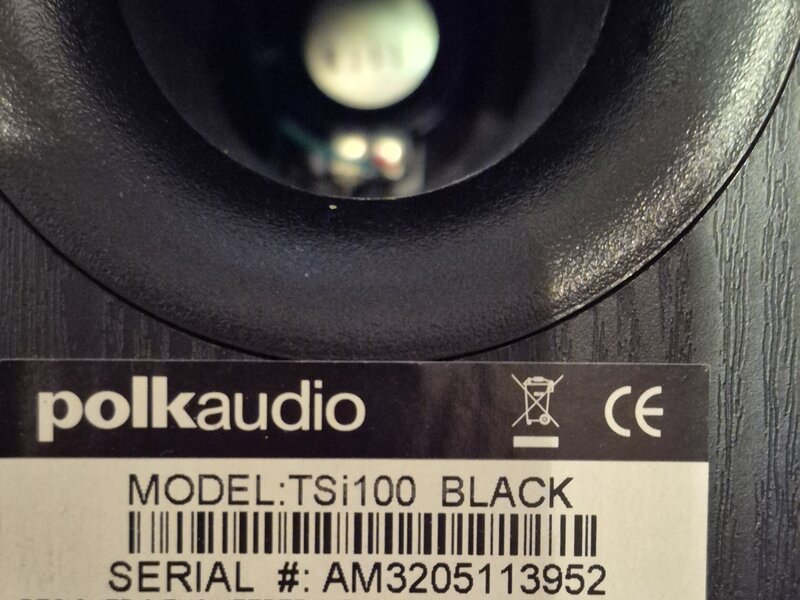 polkaudio
CE
MODEL:TSi100 BLACK
SERIAL #: AM3205113952